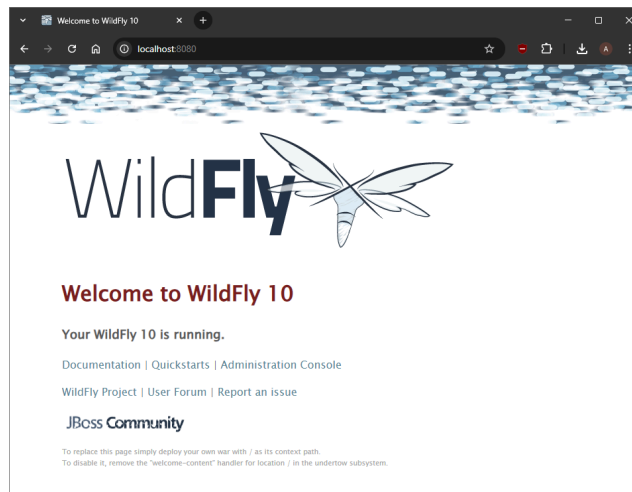 Welcome to WildFly 10
localhost:8080
A
WildFly
Welcome to WildFly 10
Your WildFly 10 is running.
Documentation | Quickstarts | Administration Console
WildFly Project | User Forum | Report an issue
JBoss Community
To replace this page simply deploy your own war with / as its context path.
To disable it, remove the "welcome-content" handler for location / in the undertow subsystem.